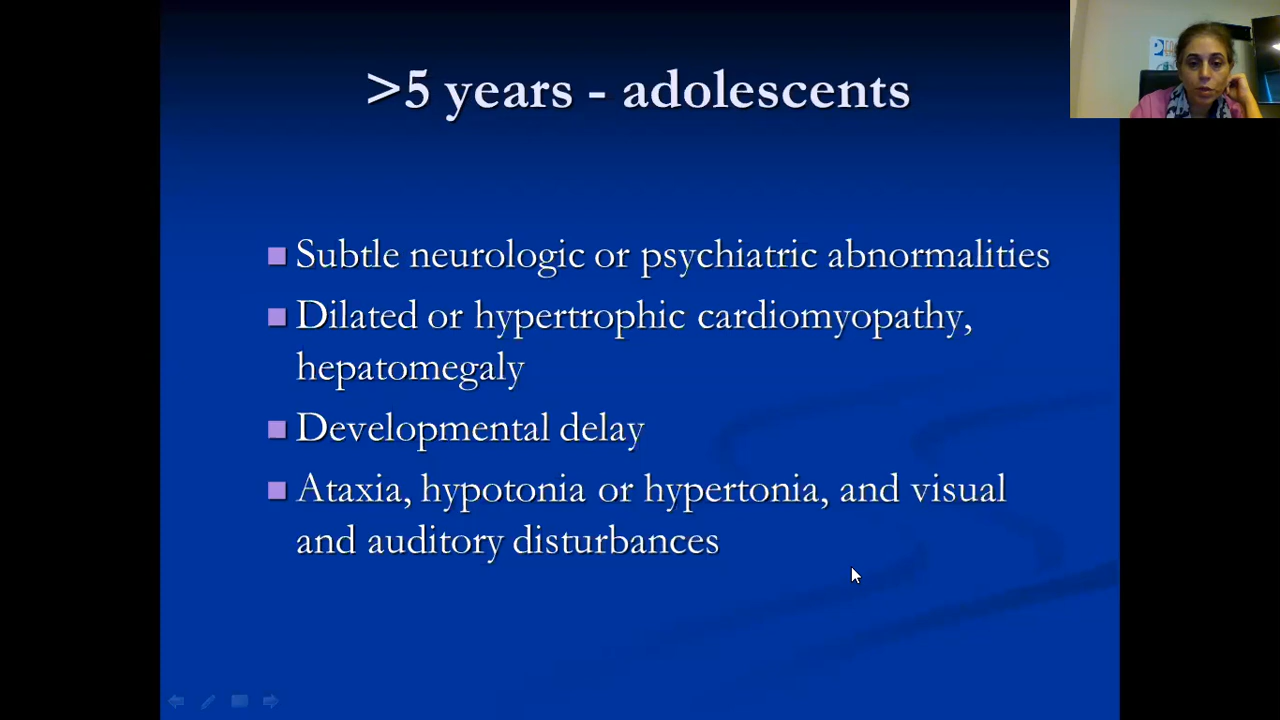 >5 years - adolescents
Subtle neurologic or psychiatric abnormalities
Dilated or hypertrophic cardiomyopathy,
hepatomegaly
Developmental delay
Ataxia, hypotonia or hypertonia, and visual
and auditory disturbances